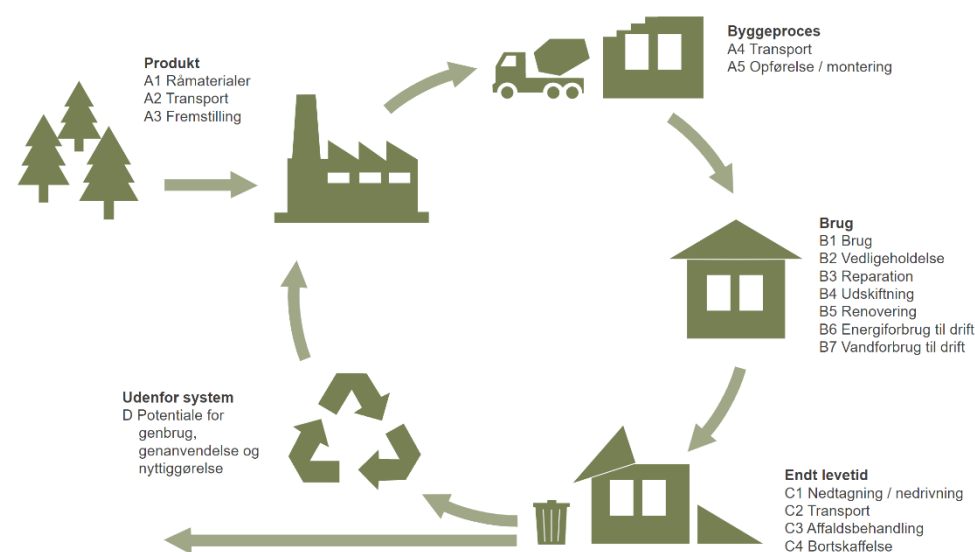 Produkt
A1 Råmaterialer
A2 Transport
A3 Fremstilling
Byggeproces
A4 Transport
A5 Opførelse / montering
Brug
B1 Brug
B2 Vedligeholdelse
B3 Reparation
B4 Udskiftning
B5 Renovering
B6 Energiforbrug til drift
B7 Vandforbrug til drift
Endt levetid
C1 Nedtagning / nedrivning
C2 Transport
C3 Affaldsbehandling
C4 Bortskaffelse
Udenfor system
D Potentiale for
genbrug,
genanvendelse og
nyttiggørelse